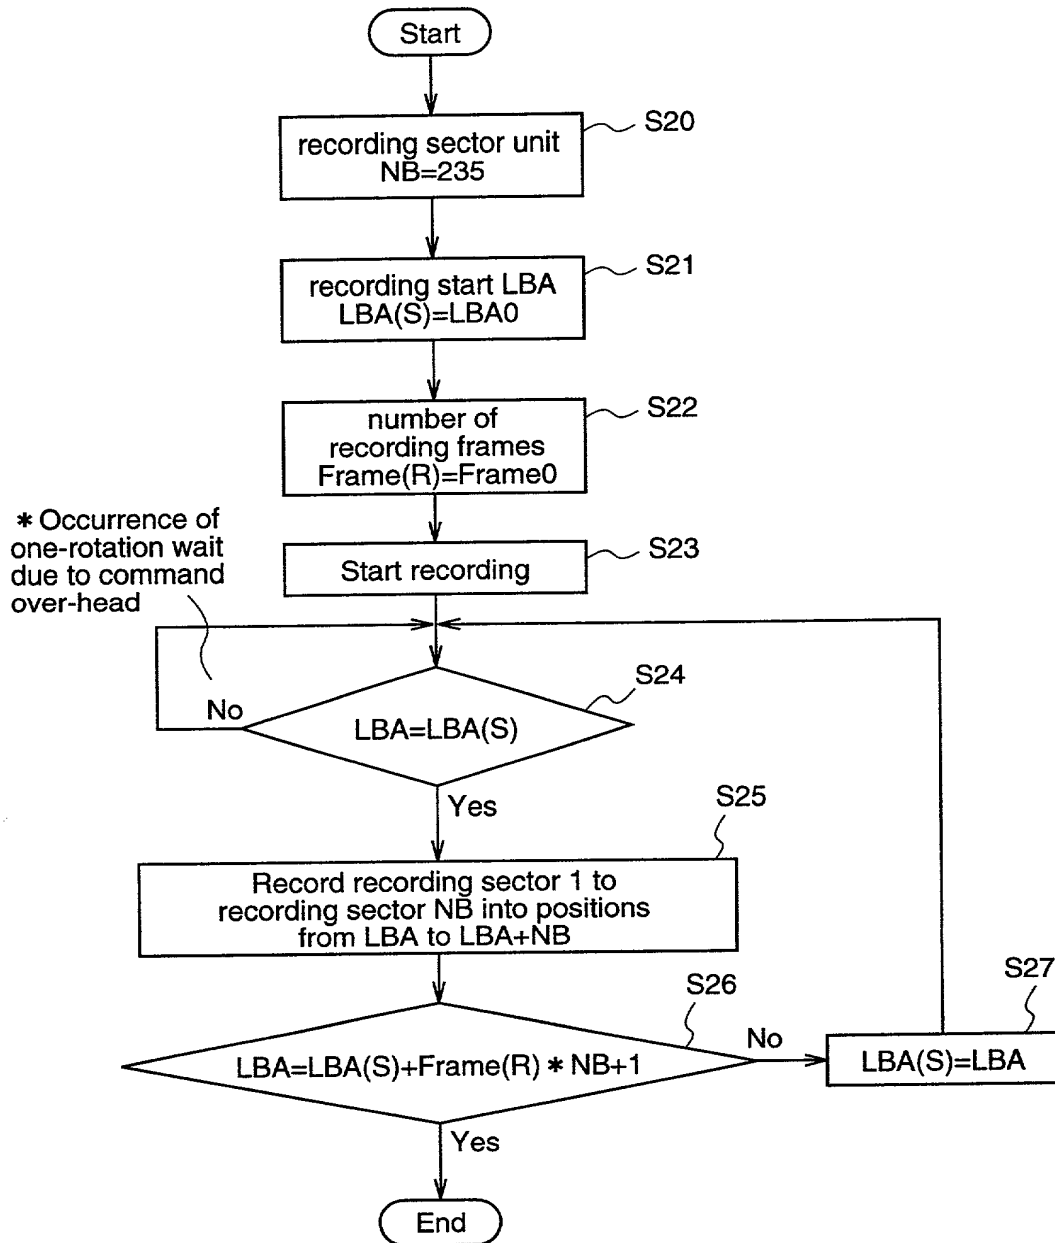 Start
S20
recording sector unit
NB=235
S21
recording start LBA
LBA(S)=LBA0
S22
number of
recording frames
Frame(R)=Frame0
* Occurrence of
one-rotation wait
due to command
over-head
S23
Start recording
S24
No
LBA=LBA(S)
Yes
S25
Record recording sector 1 to
recording sector NB into positions
from LBA to LBA+NB
S26
S27
LBA=LBA(S)+Frame(R) * NB+1
No
LBA(S)=LBA
Yes
End